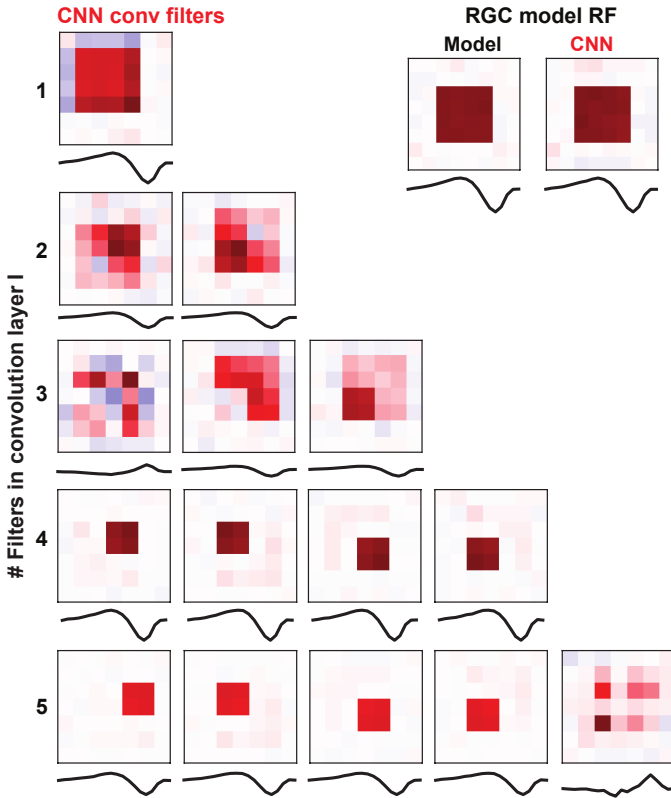 CNN conv filters
RGC model RF
Model
CNN
# Filters in convolution layer I
1
2
3
4
5